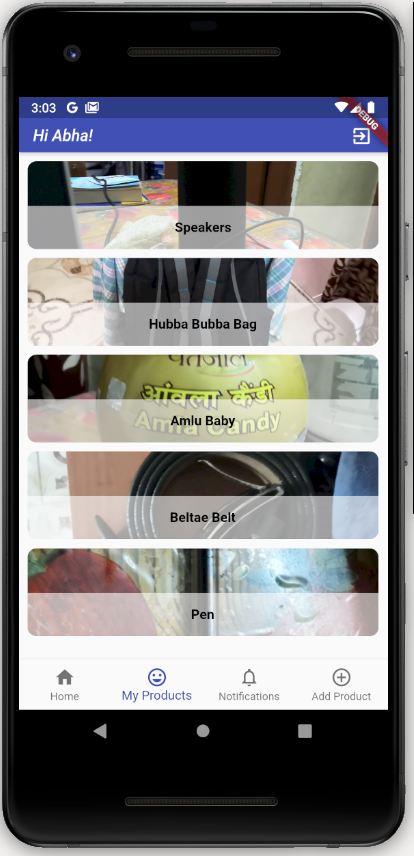 3:03 G
DEBUG
Hi Abha!
Speakers
Hubba Bubba Bag
पतंजलि
आंवला कैंडी
Amla Candy
Amlu Baby
Beltae Belt
Pen
Home
My Products
Notifications
Add Product